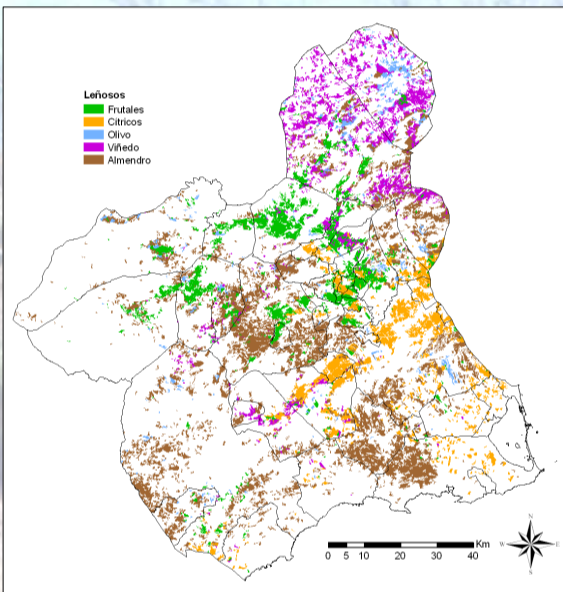 Leñosos
Frutales
Cítricos
Olivo
Viñedo
Almendro
Km
0 5 10 20 30 40
N
W E
S